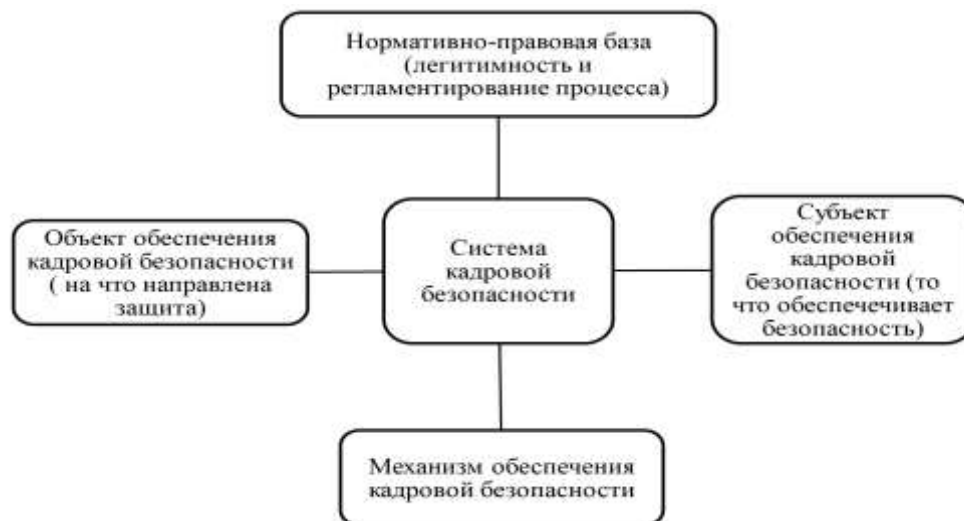 Нормативно-правовая база
(легитимность и
регламентирование процесса)
Объект обеспечения
кадровой безопасности
( на что направлена
защита)
Система
кадровой
безопасности
Субъект
обеспечения
кадровой
безопасности (то
что обеспечечивает
безопасность)
Механизм обеспечения
кадровой безопасности